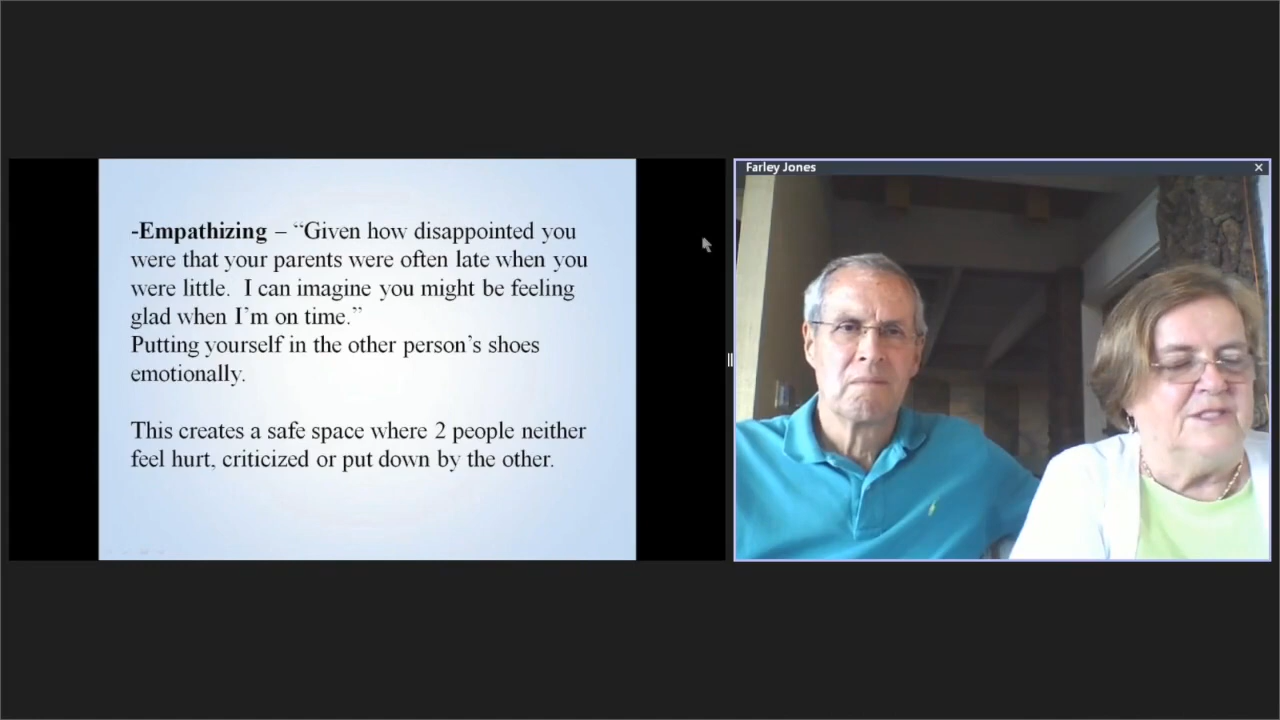 -Empathizing – “Given how disappointed you
were that your parents were often late when you
were little.  I can imagine you might be feeling
glad when I’m on time.”
Putting yourself in the other person’s shoes
emotionally.
This creates a safe space where 2 people neither
feel hurt, criticized or put down by the other.
Farley Jones